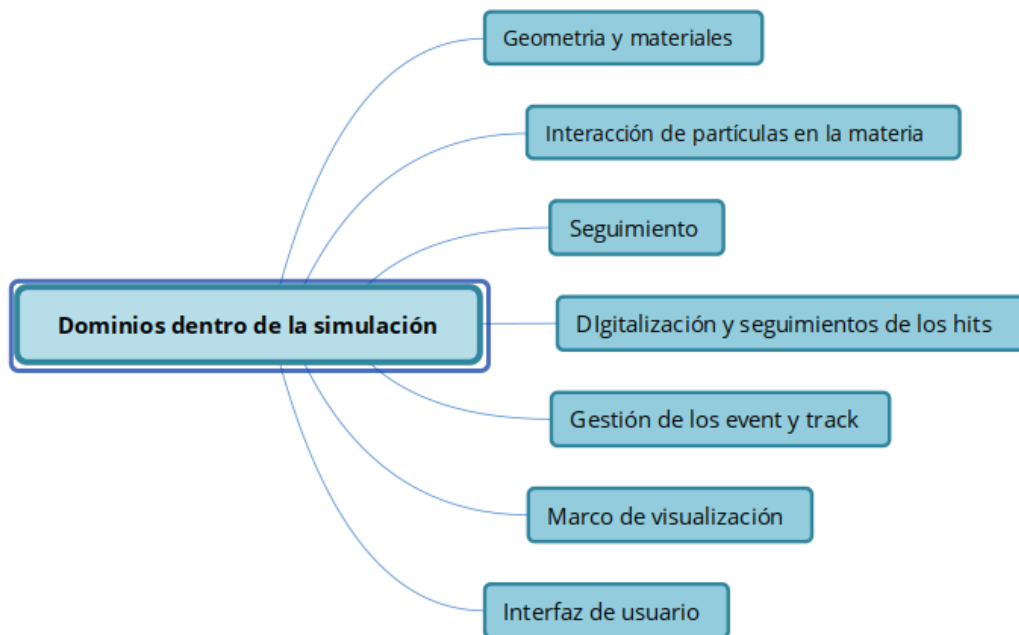 Geometria y materiales
Interacción de partículas en la materia
Seguimiento
Dominios dentro de la simulación
DIgitalización y seguimientos de los hits
Gestión de los event y track
Marco de visualización
Interfaz de usuario